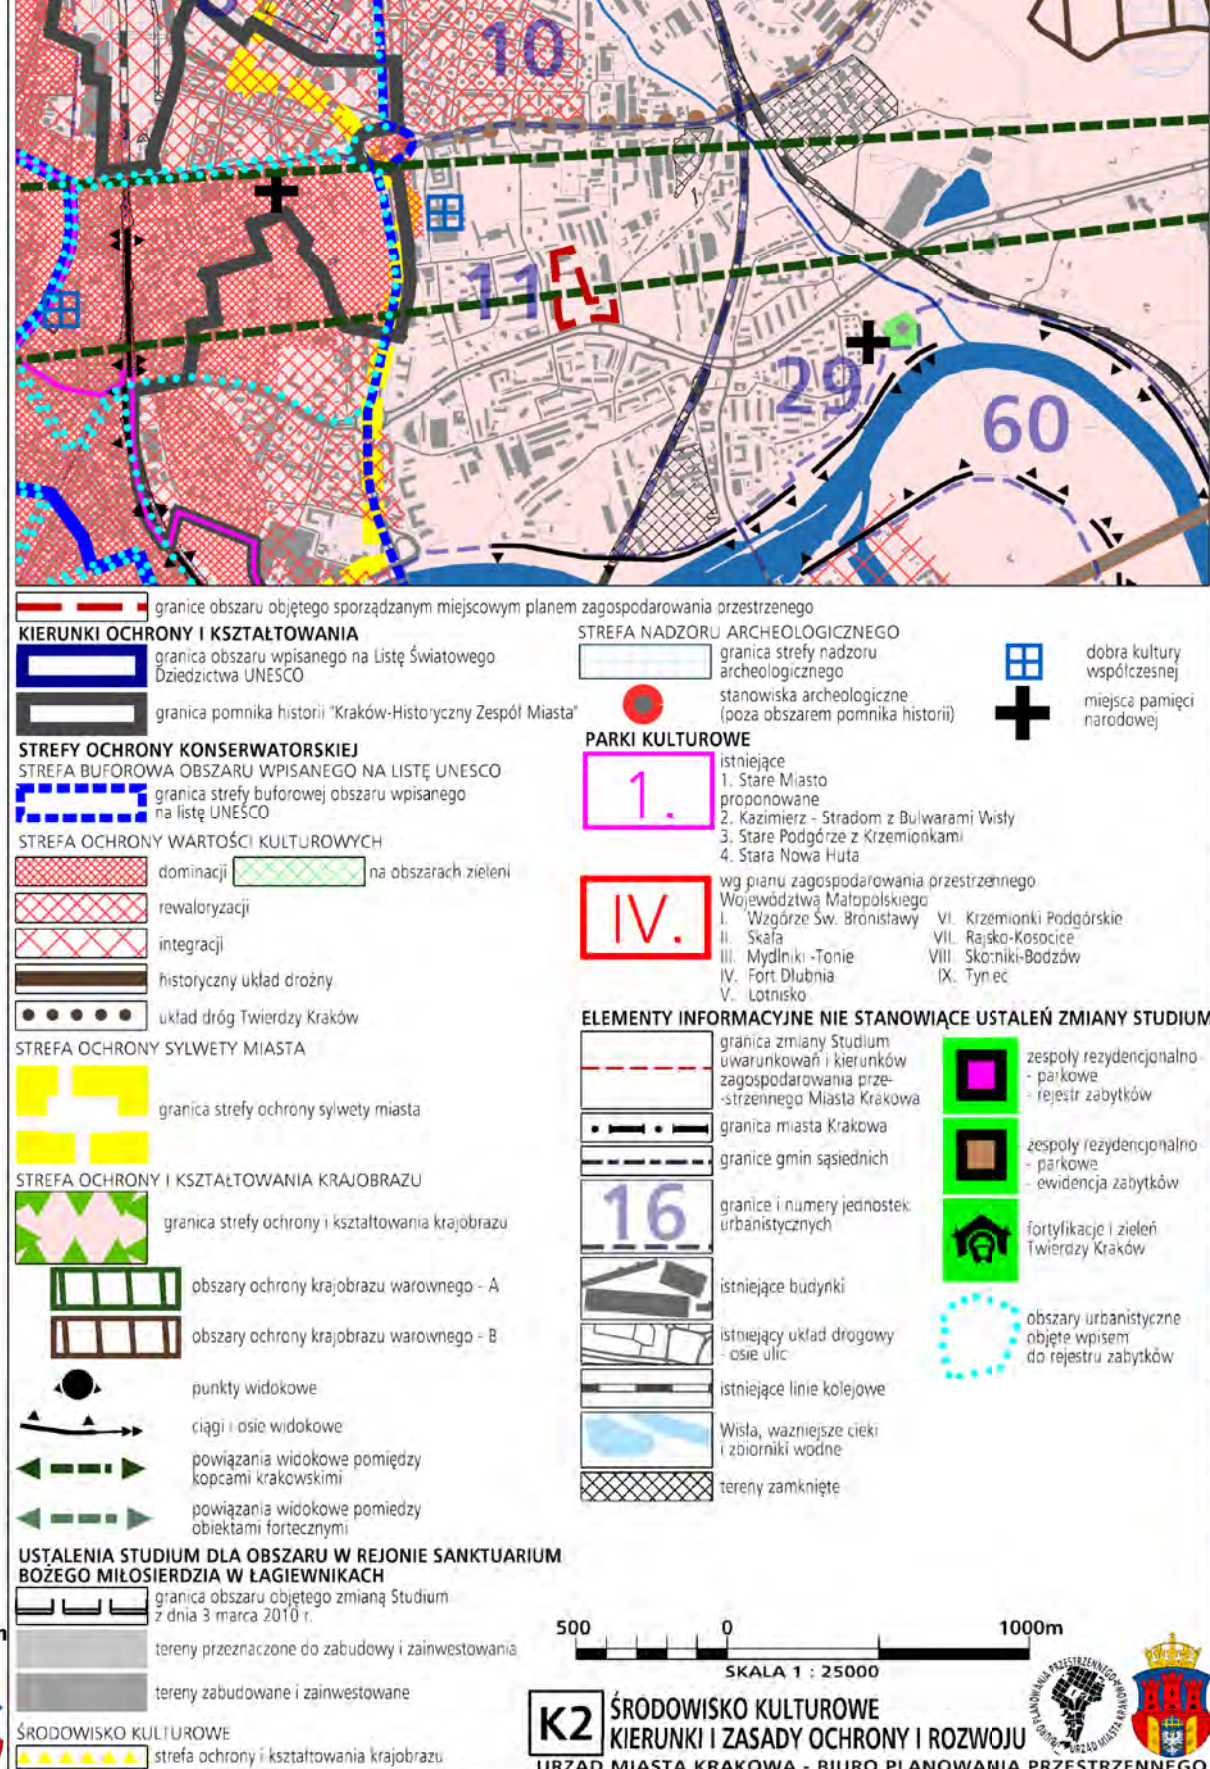 10
11
29
60
granice obszaru objętego sporządzanym miejscowym planem zagospodarowania przestrzenego
KIERUNKI OCHRONY I KSZTAŁTOWANIA
granica obszaru wpisanego na Listę Światowego
Dziedzictwa UNESCO
granica pomnika historii "Kraków-Historyczny Zespół Miasta"
STREFY OCHRONY KONSERWATORSKIEJ
STREFA BUFOROWA OBSZARU WPISANEGO NA LISTĘ UNESCO
granica strefy buforowej obszaru wpisanego
na listę UNESCO
STREFA OCHRONY WARTOŚCI KULTUROWYCH
dominacji
na obszarach zieleni
rewaloryzacji
integracji
historyczny układ drożny
układ dróg Twierdzy Kraków
STREFA OCHRONY SYLWETY MIASTA
granica strefy ochrony sylwety miasta
STREFA OCHRONY I KSZTAŁTOWANIA KRAJOBRAZU
granica strefy ochrony i kształtowania krajobrazu
obszary ochrony krajobrazu warownego - A
obszary ochrony krajobrazu warownego - B
punkty widokowe
ciągi i osie widokowe
powiązania widokowe pomiędzy
kopcami krakowskimi
powiązania widokowe pomiedzy
obiektami fortecznymi
USTALENIA STUDIUM DLA OBSZARU W REJONIE SANKTUARIUM
BOŻEGO MIŁOSIERDZIA W ŁAGIEWNIKACH
granica obszaru objętego zmianą Studium
z dnia 3 marca 2010 r.
tereny przeznaczone do zabudowy i zainwestowania
tereny zabudowane i zainwestowane
ŚRODOWISKO KULTUROWE
strefa ochrony i kształtowania krajobrazu
STREFA NADZORU ARCHEOLOGICZNEGO
granica strefy nadzoru
archeologicznego
stanowiska archeologiczne
(poza obszarem pomnika historii)
dobra kultury
współczesnej
miejsca pamięci
narodowej
PARKI KULTUROWE
1.
istniejące
1. Stare Miasto
proponowane
2. Kazimierz - Stradom z Bulwarami Wisły
3. Stare Podgórze z Krzemionkami
4. Stara Nowa Huta
IV.
wg planu zagospodarowania przestrzennego
Województwa Małopolskiego
I. Wzgórze Św. Bronisławy
II. Skała
III. Mydlniki -Tonie
IV. Fort Dłubnia
V. Lotnisko
VI. Krzemionki Podgórskie
VII. Rajsko-Kosocice
VIII. Skotniki-Bodzów
IX. Tyniec
ELEMENTY INFORMACYJNE NIE STANOWIĄCE USTALEŃ ZMIANY STUDIUM
granica zmiany Studium
uwarunkowań i kierunków
zagospodarowania prze-
-strzennego Miasta Krakowa
granica miasta Krakowa
granice gmin sąsiednich
16
granice i numery jednostek
urbanistycznych
istniejące budynki
istniejący układ drogowy
- osie ulic
istniejące linie kolejowe
Wisła, ważniejsze cieki
i zbiorniki wodne
tereny zamknięte
zespoły rezydencjonalno
- parkowe
- rejestr zabytków
zespoły rezydencjonalno
- parkowe
- ewidencja zabytków
fortyfikacje i zieleń
Twierdzy Kraków
obszary urbanistyczne
objęte wpisem
do rejestru zabytków
500 0 1000m
SKALA 1 : 25000
K2
ŚRODOWISKO KULTUROWE
KIERUNKI I ZASADY OCHRONY I ROZWOJU
BIURO PLANOWANIA PRZESTRZENNEGO
URZĄD MIASTA KRAKOWA
URZĄD MIASTA KRAKOWA - BIURO PLANOWANIA PRZESTRZENNEGO